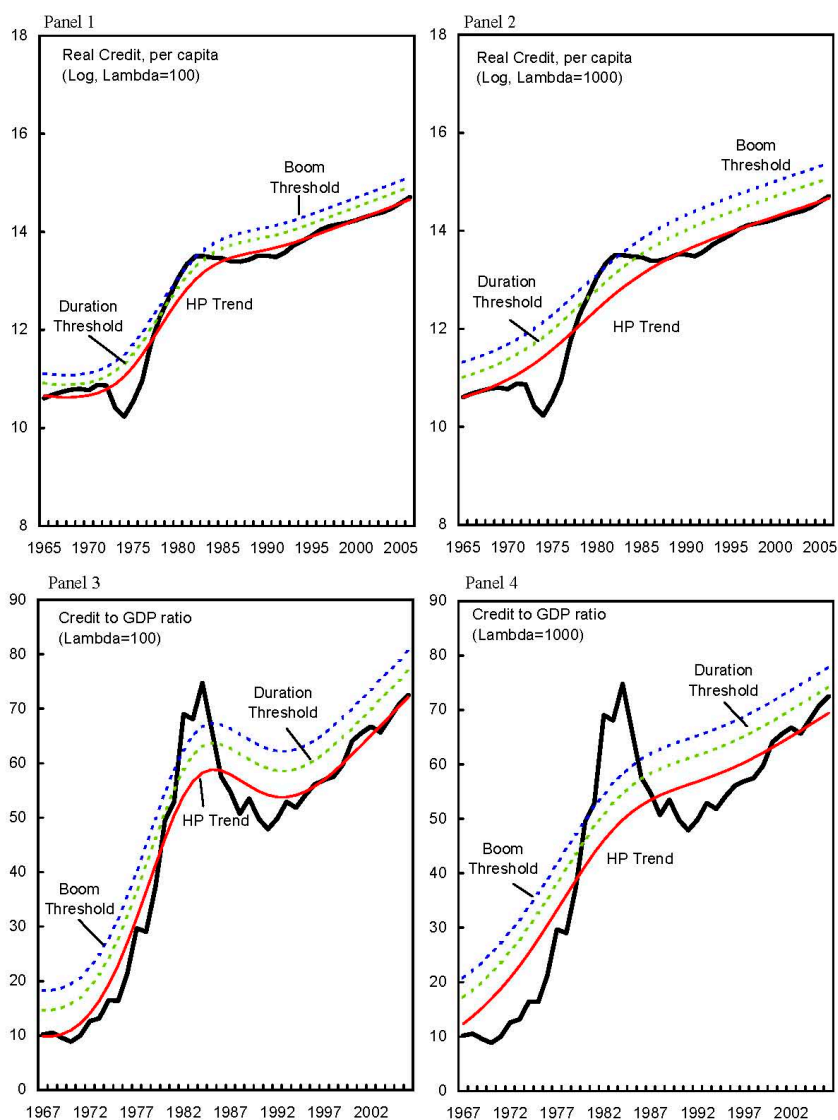 Panel 1
18
Real Credit, per capita
(Log, Lambda=100)
16
Boom
Threshold
14
Duration
Threshold
HP Trend
12
10
8
1965 1970 1975 1980 1985 1990 1995 2000 2005
Panel 2
18
Real Credit, per capita
(Log, Lambda=1000)
16
Boom
Threshold
14
Duration
Threshold
HP Trend
12
10
8
1965 1970 1975 1980 1985 1990 1995 2000 2005
Panel 3
90
Credit to GDP ratio
(Lambda=100)
80
Duration
Threshold
70
60
HP Trend
50
40
Boom
Threshold
30
20
10
0
1967 1972 1977 1982 1987 1992 1997 2002
Panel 4
90
Credit to GDP ratio
(Lambda=1000)
80
Duration
Threshold
70
60
50
HP Trend
40
Boom
Threshold
30
20
10
0
1967 1972 1977 1982 1987 1992 1997 2002